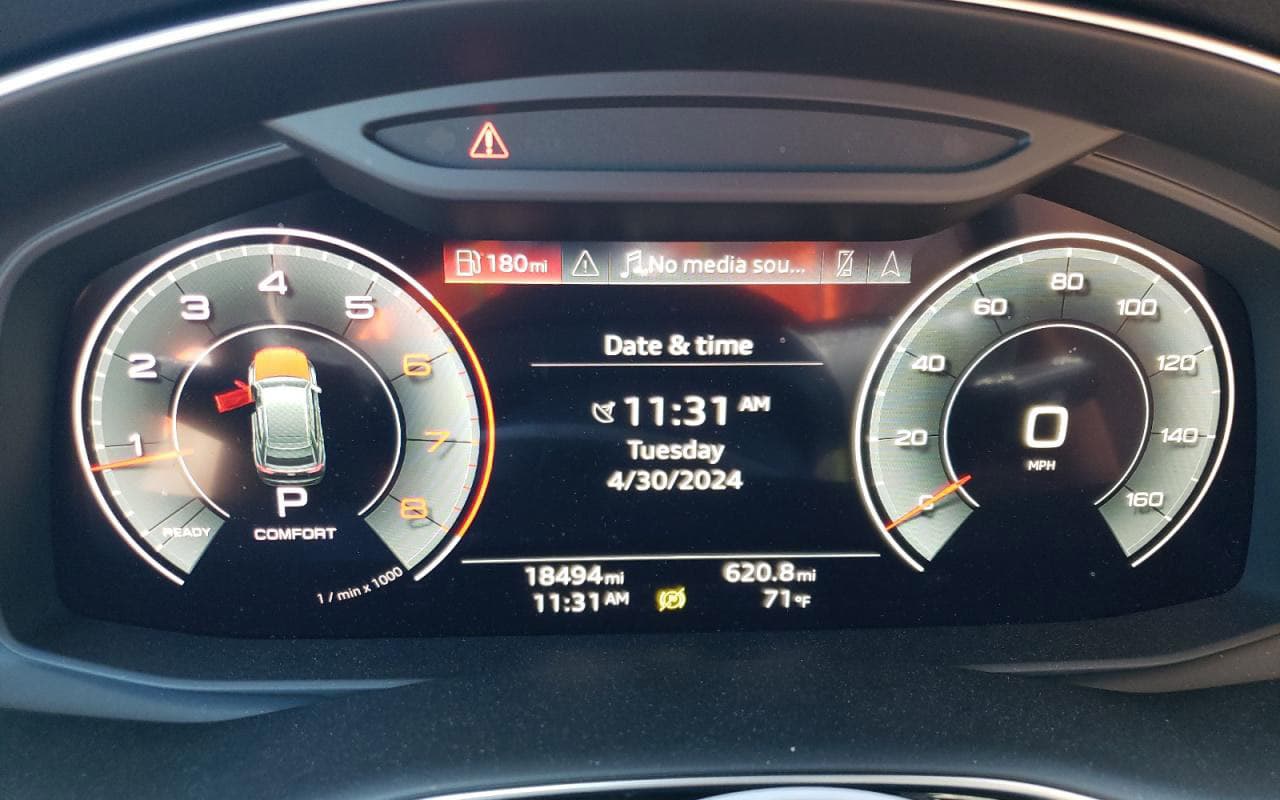 180mi
No media sou...
1
2
3
4
5
6
7
8
READY
P
COMFORT
1 / min x 1000
Date & time
11:31 AM
Tuesday
4/30/2024
18494mi
620.8mi
11:31AM
71°F
0
20
40
60
80
100
120
140
160
0
MPH